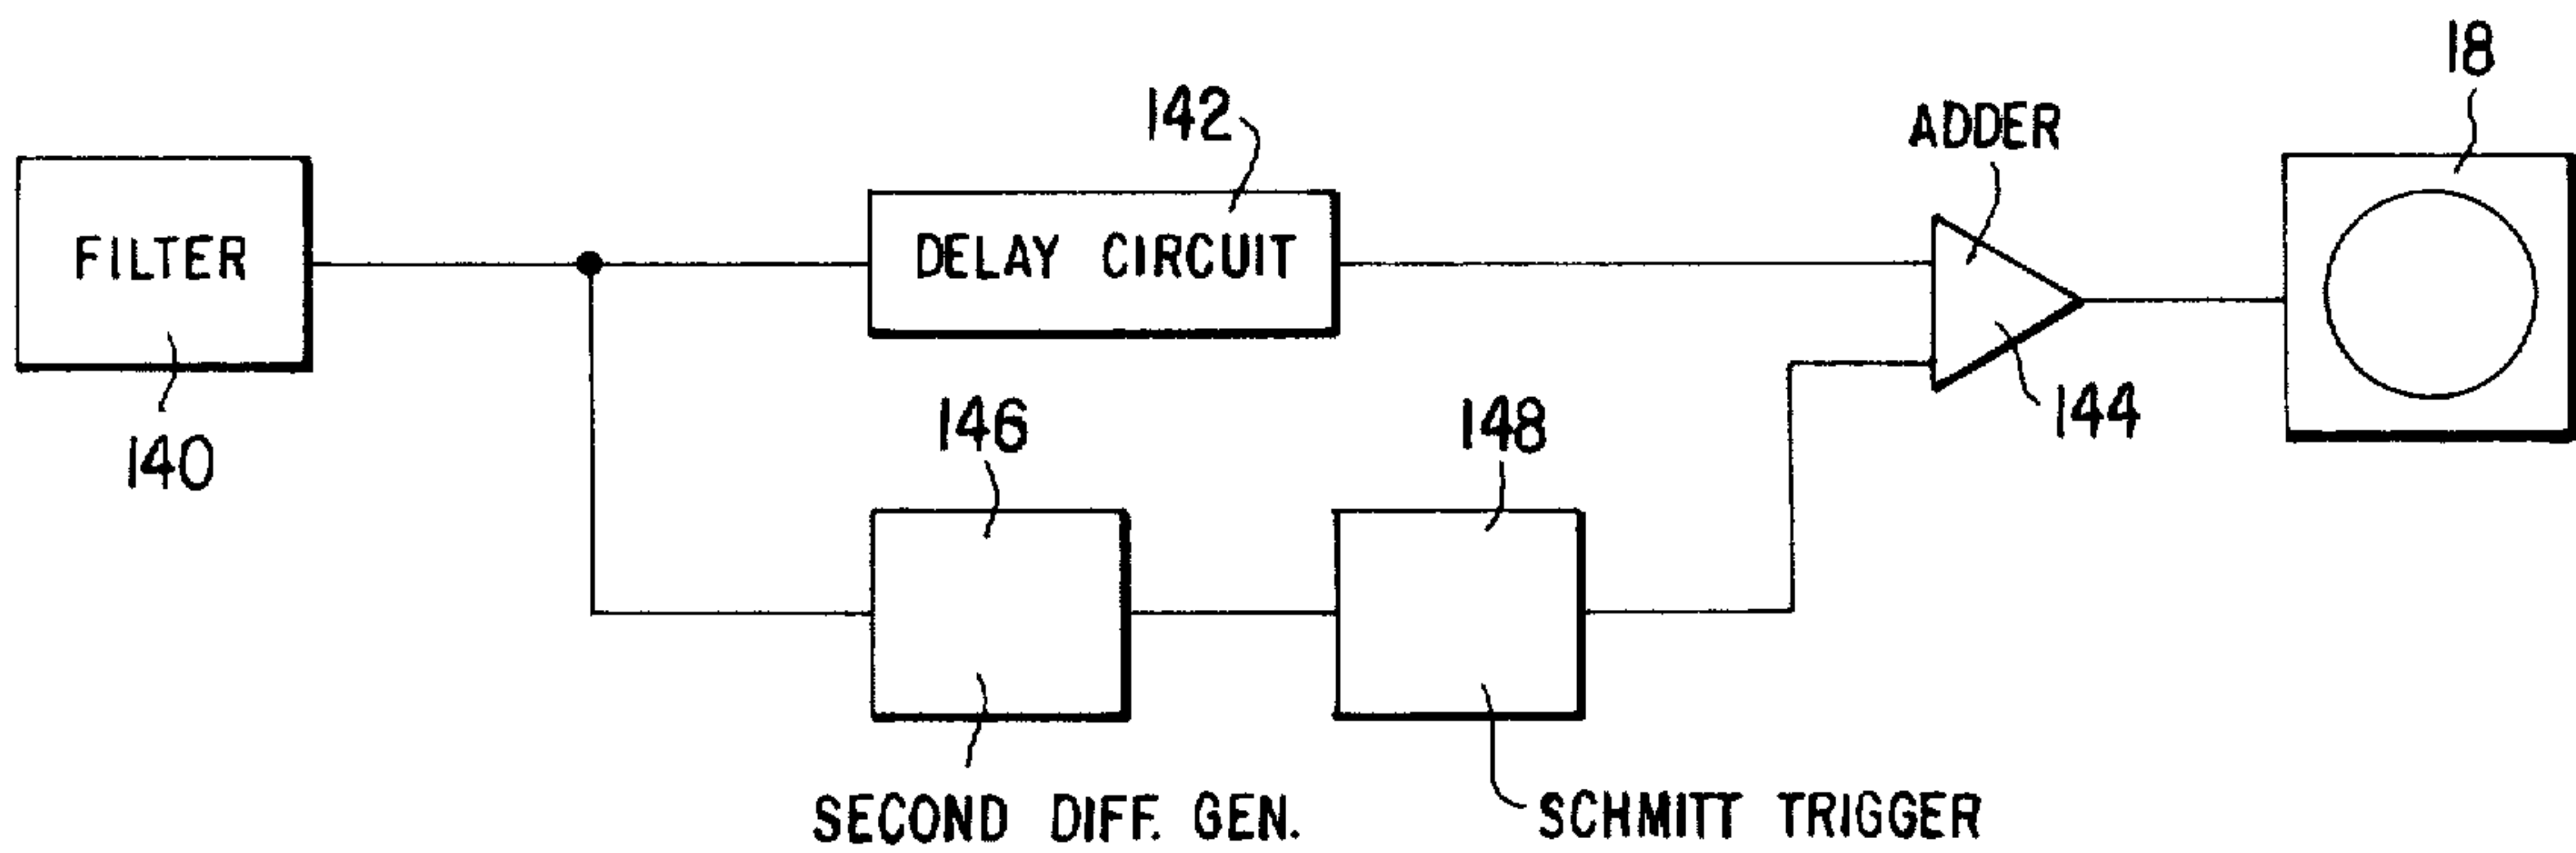 18
142
ADDER
FILTER
DELAY CIRCUIT
144
140
146
148
SECOND DIFF. GEN.
SCHMITT TRIGGER